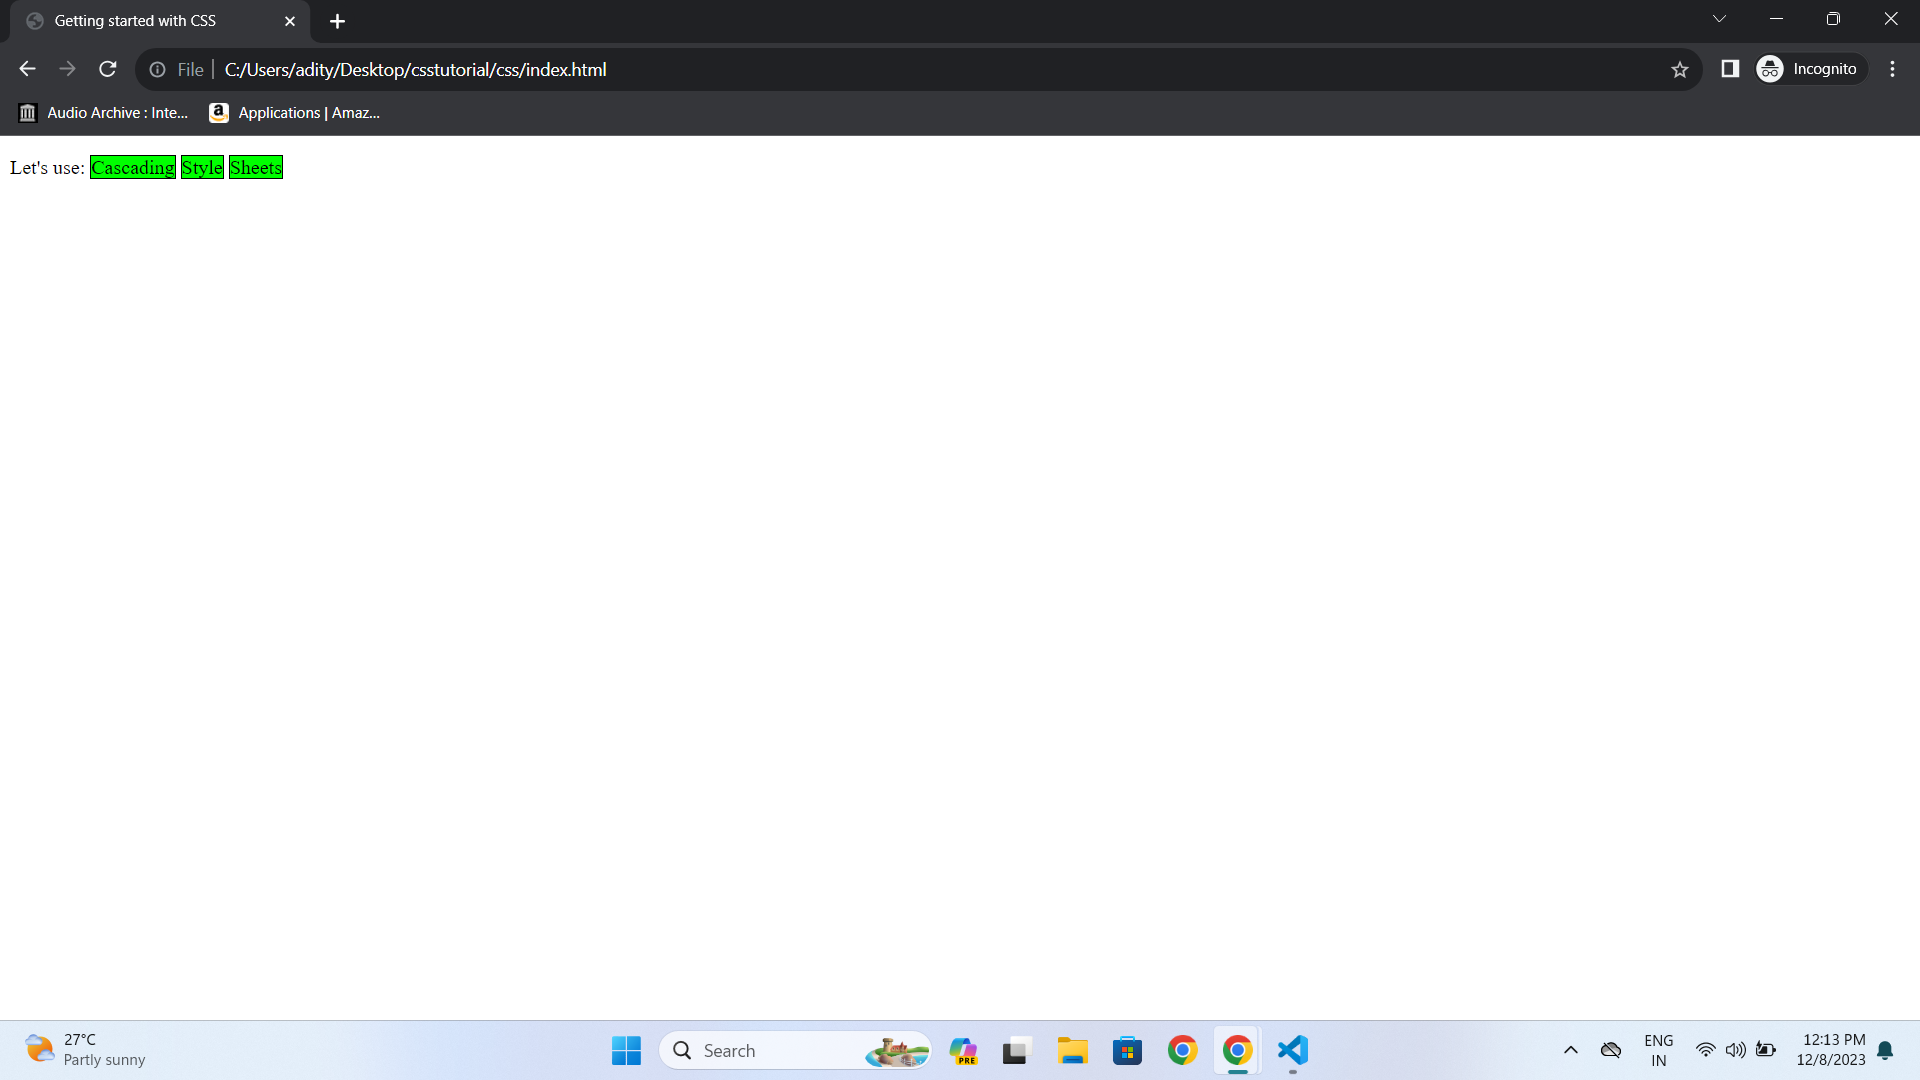 Getting started with CSS
File
C:/Users/adity/Desktop/csstutorial/css/index.html
Incognito
Audio Archive : Inte...
Applications | Amaz...
Let's use: Cascading Style Sheets
27°C
Partly sunny
Search
PRE
ENG
IN
12:13 PM
12/8/2023